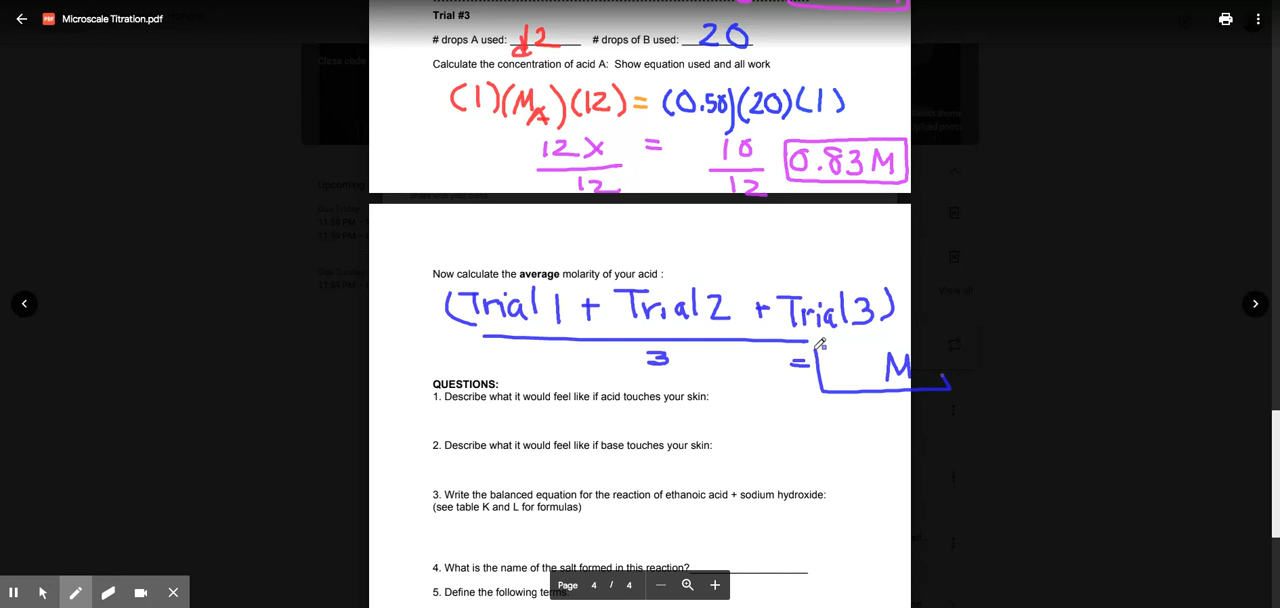 Microscale Titration.pdf
Trial #3
# drops A used: 12 # drops of B used: 20
Calculate the concentration of acid A: Show equation used and all work
(1)(MA)(12) = (0.50)(20)(1)
12x = 10 0.83 M
12 12
Now calculate the average molarity of your acid :
(Trial 1 + Trial 2 + Trial 3)
3 = M
QUESTIONS:
1. Describe what it would feel like if acid touches your skin:
2. Describe what it would feel like if base touches your skin:
3. Write the balanced equation for the reaction of ethanoic acid + sodium hydroxide:
(see table K and L for formulas)
4. What is the name of the salt formed in this reaction?
5. Define the following
Page 4 / 4